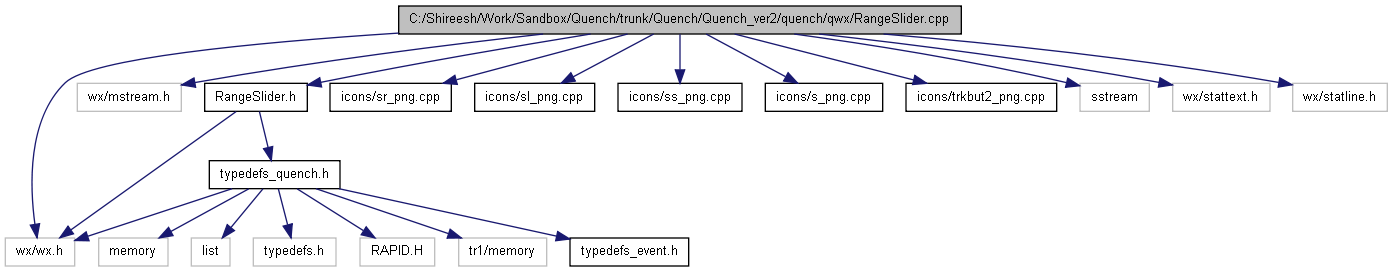 C:/Shireesh/Work/Sandbox/Quench/trunk/Quench/Quench_ver2/quench/qwx/RangeSlider.cpp
wx/mstream.h
RangeSlider.h
icons/sr_png.cpp
icons/sl_png.cpp
icons/ss_png.cpp
icons/s_png.cpp
icons/trkbut2_png.cpp
sstream
wx/stattext.h
wx/statline.h
typedefs_quench.h
wx/wx.h
memory
list
typedefs.h
RAPID.H
tr1/memory
typedefs_event.h